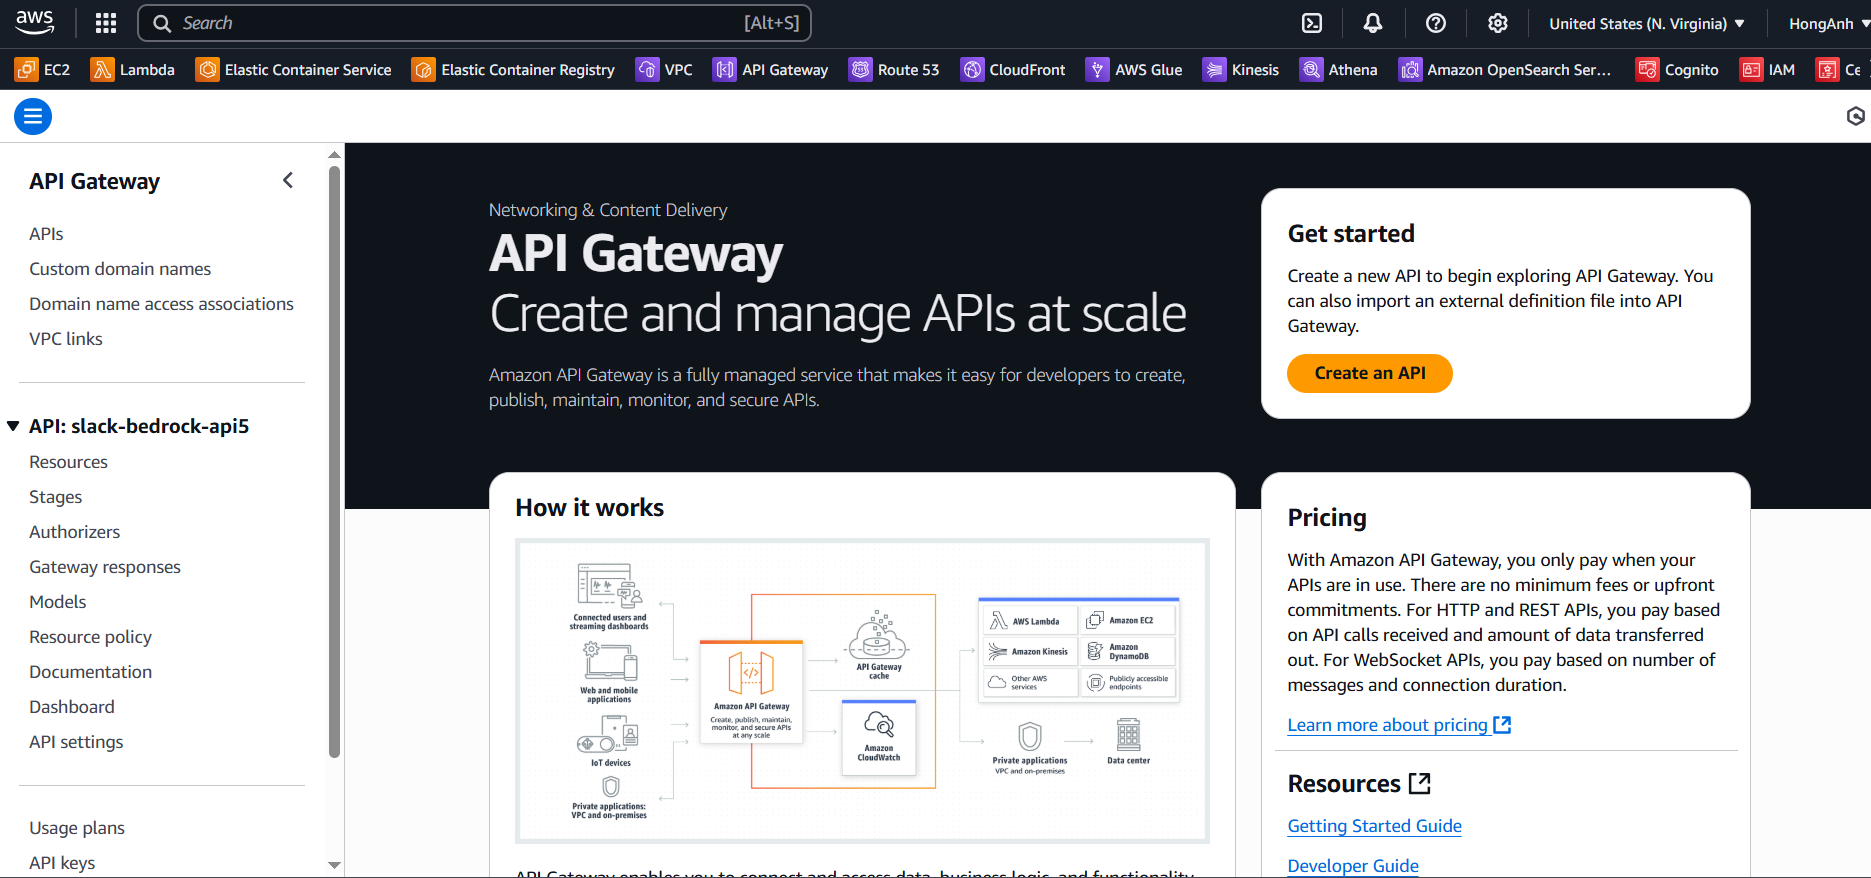 aws
Search
[Alt+S]
United States (N. Virginia)
HongAnh
EC2
Lambda
Elastic Container Service
Elastic Container Registry
VPC
API Gateway
Route 53
CloudFront
AWS Glue
Kinesis
Athena
Amazon OpenSearch Ser...
Cognito
IAM
Ce
API Gateway
APIs
Custom domain names
Domain name access associations
VPC links
API: slack-bedrock-api5
Resources
Stages
Authorizers
Gateway responses
Models
Resource policy
Documentation
Dashboard
API settings
Usage plans
API keys
Networking & Content Delivery
API Gateway
Create and manage APIs at scale
Amazon API Gateway is a fully managed service that makes it easy for developers to create,
publish, maintain, monitor, and secure APIs.
Get started
Create a new API to begin exploring API Gateway. You
can also import an external definition file into API
Gateway.
Create an API
How it works
Connected users and
streaming dashboards
Web and mobile
applications
IoT devices
Private applications:
VPC and on-premises
Amazon API Gateway
Create, publish, maintain,
monitor, and secure APIs
at any scale
API Gateway
cache
Amazon
CloudWatch
AWS Lambda
Amazon EC2
Amazon Kinesis
Amazon
DynamoDB
Other AWS
services
Publicly accessible
endpoints
Private applications
VPC and on-premises
Data center
API Gateway enables you to connect and access data, business logic, and functionality
Pricing
With Amazon API Gateway, you only pay when your
APIs are in use. There are no minimum fees or upfront
commitments. For HTTP and REST APIs, you pay based
on API calls received and amount of data transferred
out. For WebSocket APIs, you pay based on number of
messages and connection duration.
Learn more about pricing
Resources
Getting Started Guide
Developer Guide